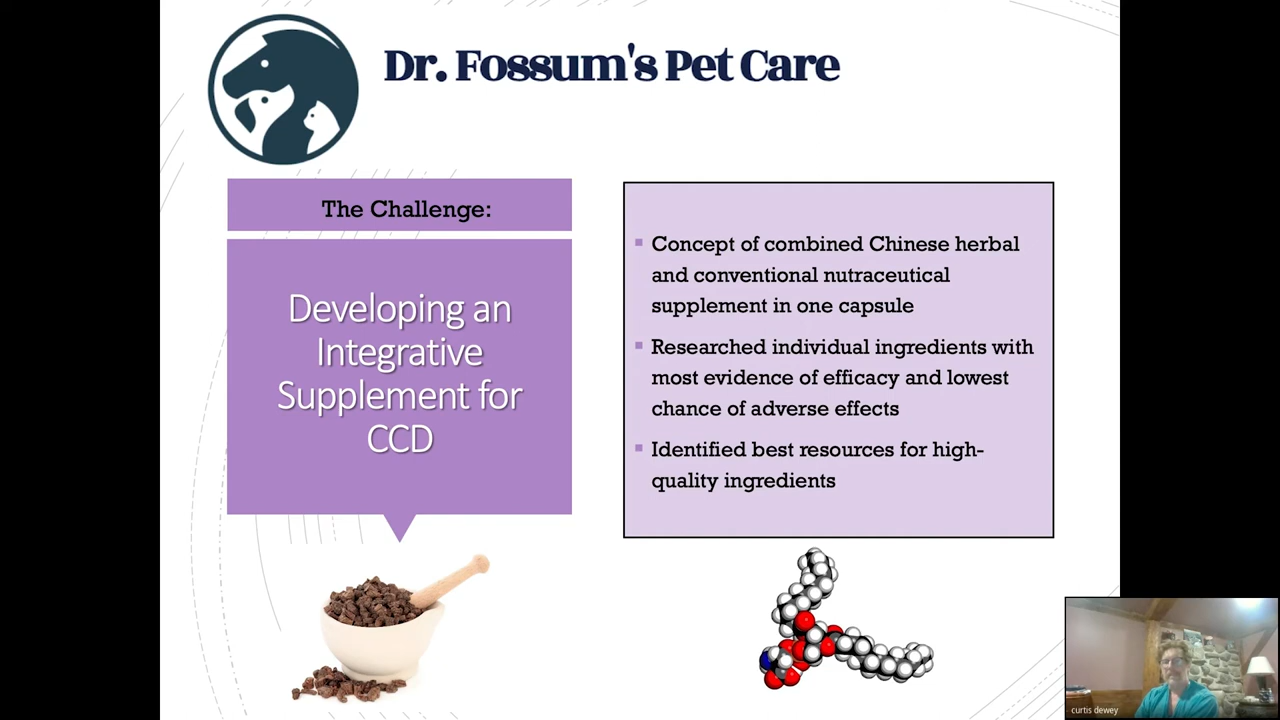 Dr. Fossum's Pet Care
The Challenge:
Developing an
Integrative
Supplement for
CCD
Concept of combined Chinese herbal
and conventional nutraceutical
supplement in one capsule
Researched individual ingredients with
most evidence of efficacy and lowest
chance of adverse effects
Identified best resources for high-
quality ingredients
curtis dewey